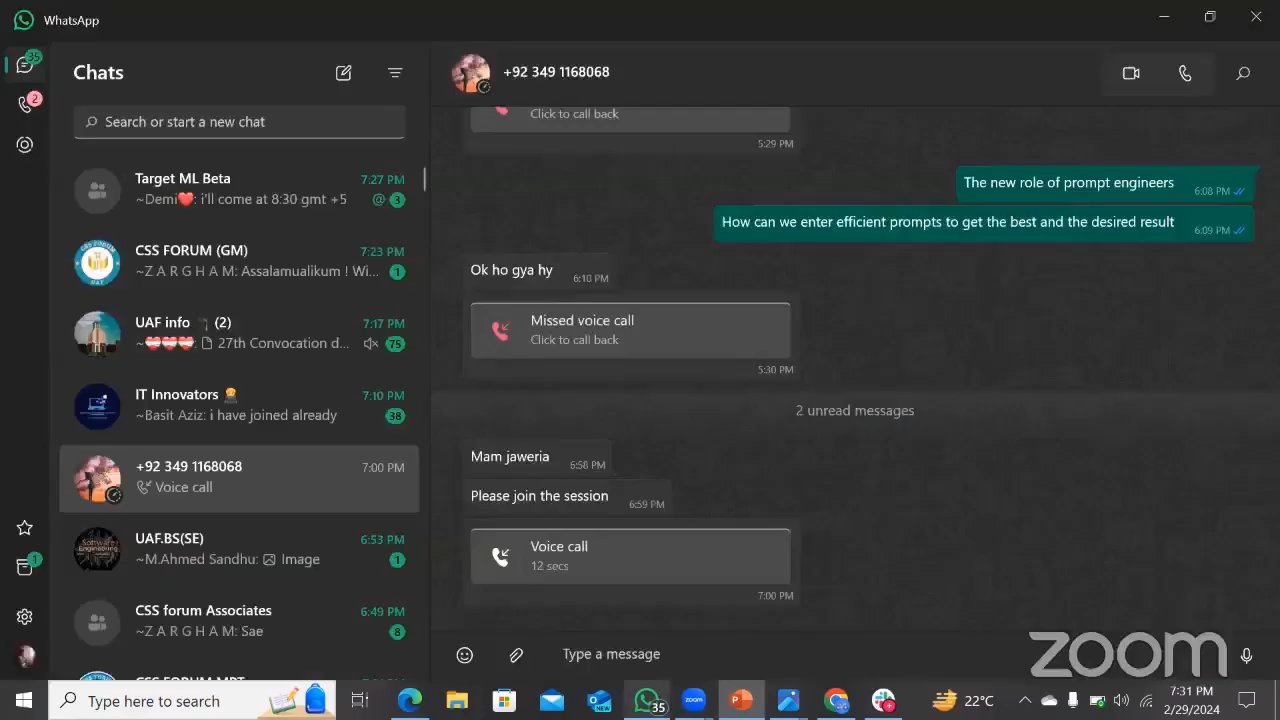 WhatsApp
35
2
Chats
Search or start a new chat
Target ML Beta
7:27 PM
~Demi❤️: i'll come at 8:30 gmt +5
@ 3
CSS FORUM (GM)
7:23 PM
~Z A R G H A M: Assalamualikum ! Wi...
1
UAF info (2)
7:17 PM
~❤️❤️❤️: 27th Convocation d...
75
IT Innovators
7:10 PM
~Basit Aziz: i have joined already
38
+92 349 1168068
7:00 PM
Voice call
UAF.BS(SE)
6:53 PM
~M.Ahmed Sandhu: Image
1
CSS forum Associates
6:49 PM
~Z A R G H A M: Sae
8
1
+92 349 1168068
Click to call back
5:29 PM
The new role of prompt engineers
6:08 PM
How can we enter efficient prompts to get the best and the desired result
6:09 PM
Ok ho gya hy
6:10 PM
Missed voice call
Click to call back
5:30 PM
2 unread messages
Mam jaweria
6:58 PM
Please join the session
6:59 PM
Voice call
12 secs
7:00 PM
Type a message
zoom
Type here to search
NEW
35
zoom
22°C
7:31 PM
2/29/2024